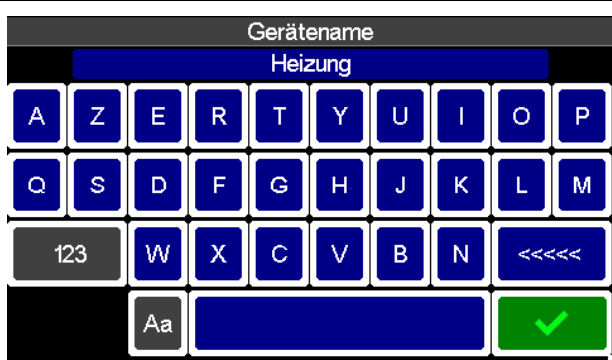 Gerätename
Heizung
A Z E R T Y U I O P
Q S D F G H J K L M
123 W X C V B N <<<<<
Aa